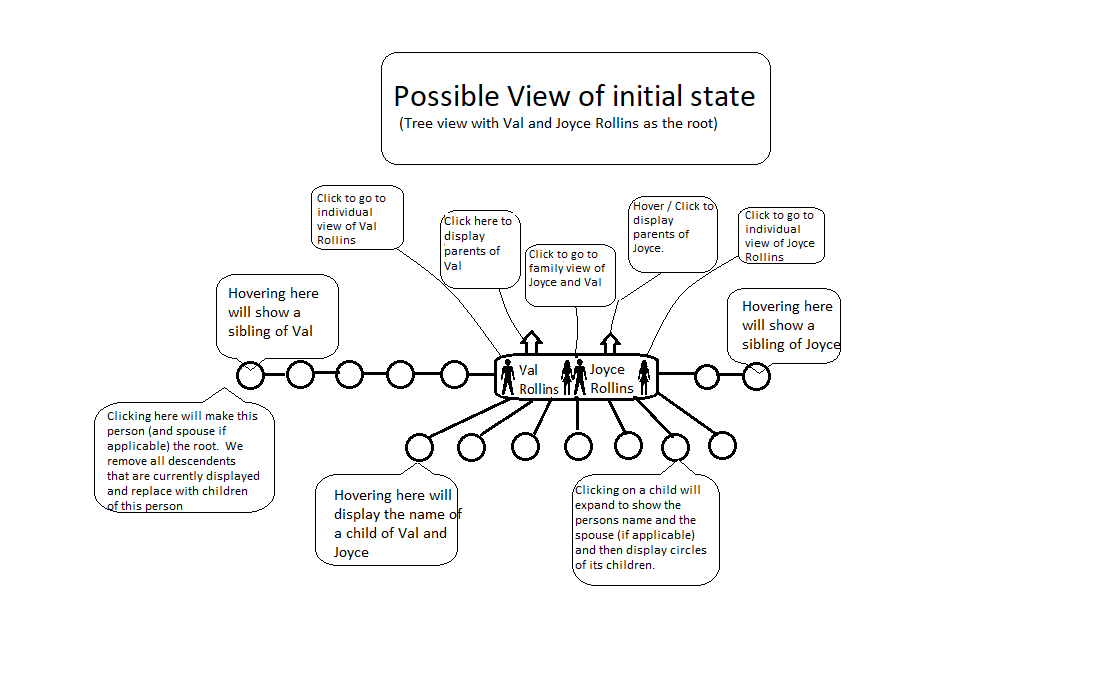 Possible View of initial state
(Tree view with Val and Joyce Rollins as the root)
Click to go to
individual
view of Val
Rollins
Click here to
display
parents of
Val
Click to go to
family view of
Joyce and Val
Hover / Click to
display
parents of
Joyce.
Click to go to
individual
view of Joyce
Rollins
Hovering here
will show a
sibling of Val
Hovering here
will show a
sibling of Joyce
Val
Rollins
Joyce
Rollins
Clicking here will make this
person (and spouse if
applicable) the root.  We
remove all descendents
that are currently displayed
and replace with children
of this person
Hovering here will
display the name of
a child of Val and
Joyce
Clicking on a child will
expand to show the
persons name and the
spouse (if applicable)
and then display circles
of its children.